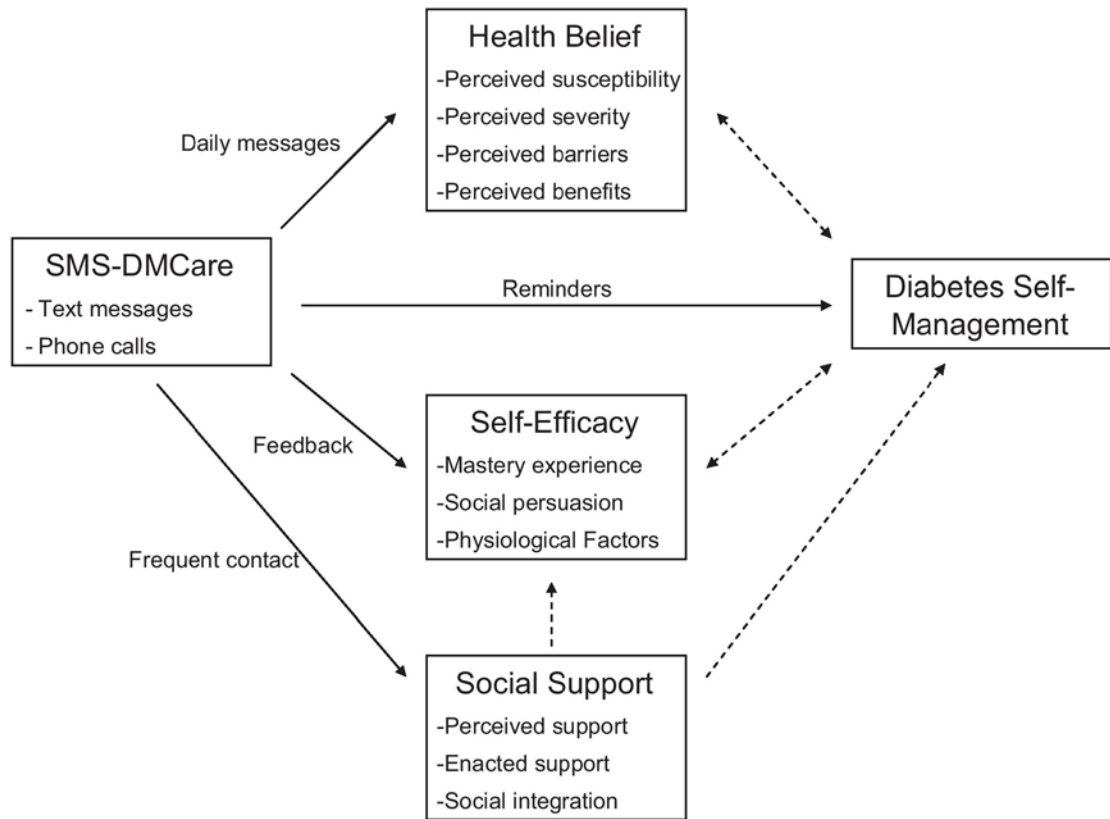 Health Belief
-Perceived susceptibility
-Perceived severity
-Perceived barriers
-Perceived benefits
Daily messages
SMS-DMCare
- Text messages
- Phone calls
Reminders
Diabetes Self-
Management
Feedback
Self-Efficacy
-Mastery experience
-Social persuasion
-Physiological Factors
Frequent contact
Social Support
-Perceived support
-Enacted support
-Social integration